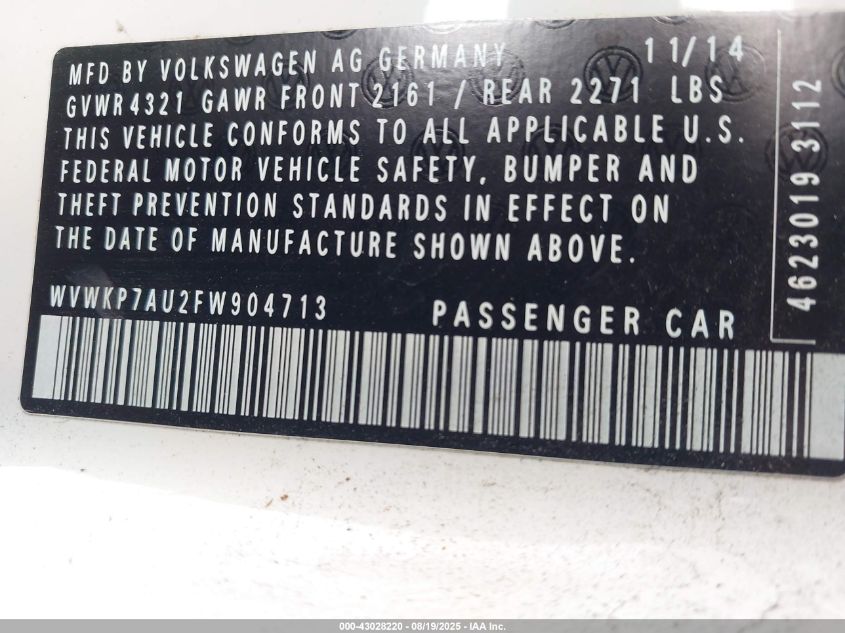 MFD BY VOLKSWAGEN AG GERMANY 11/14
GVWR 4321 GAWR FRONT 2161 / REAR 2271 LBS
THIS VEHICLE CONFORMS TO ALL APPLICABLE U.S.
FEDERAL MOTOR VEHICLE SAFETY, BUMPER AND
THEFT PREVENTION STANDARDS IN EFFECT ON
THE DATE OF MANUFACTURE SHOWN ABOVE.
WVWKP7AU2FW904713 PASSENGER CAR
4623019 3112
000-43028220 - 08/19/2025 - IAA Inc.